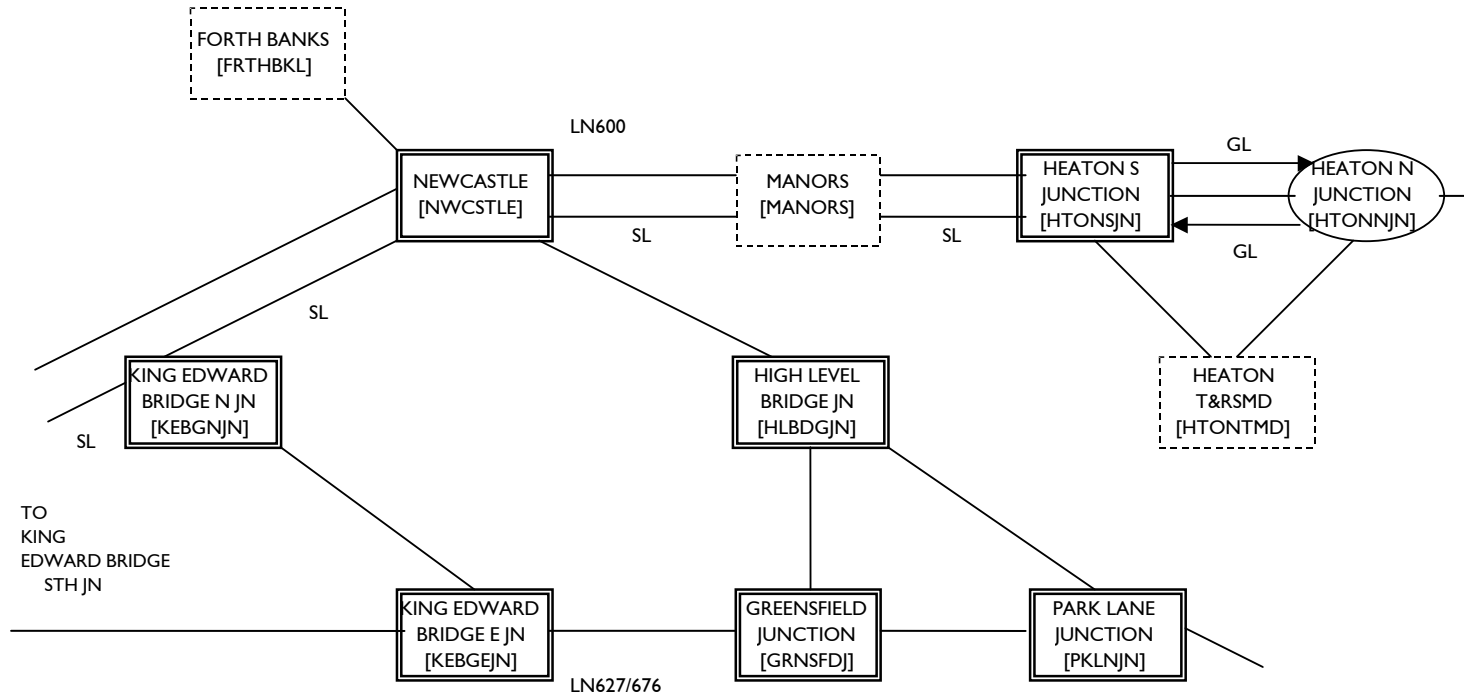 FORTH BANKS
[FRTHBKL]
LN600
NEWCASTLE
[NWCSTLE]
SL
MANORS
[MANORS]
SL
HEATON S
JUNCTION
[HTONSJN]
GL
GL
HEATON N
JUNCTION
[HTONNJN]
SL
KING EDWARD
BRIDGE N JN
[KEBGNJN]
SL
HIGH LEVEL
BRIDGE JN
[HLBDGJN]
HEATON
T&RSMD
[HTONTMD]
TO
KING
EDWARD BRIDGE
STH JN
KING EDWARD
BRIDGE E JN
[KEBGEJN]
GREENSFIELD
JUNCTION
[GRNSFDJ]
PARK LANE
JUNCTION
[PKLNJN]
LN627/676